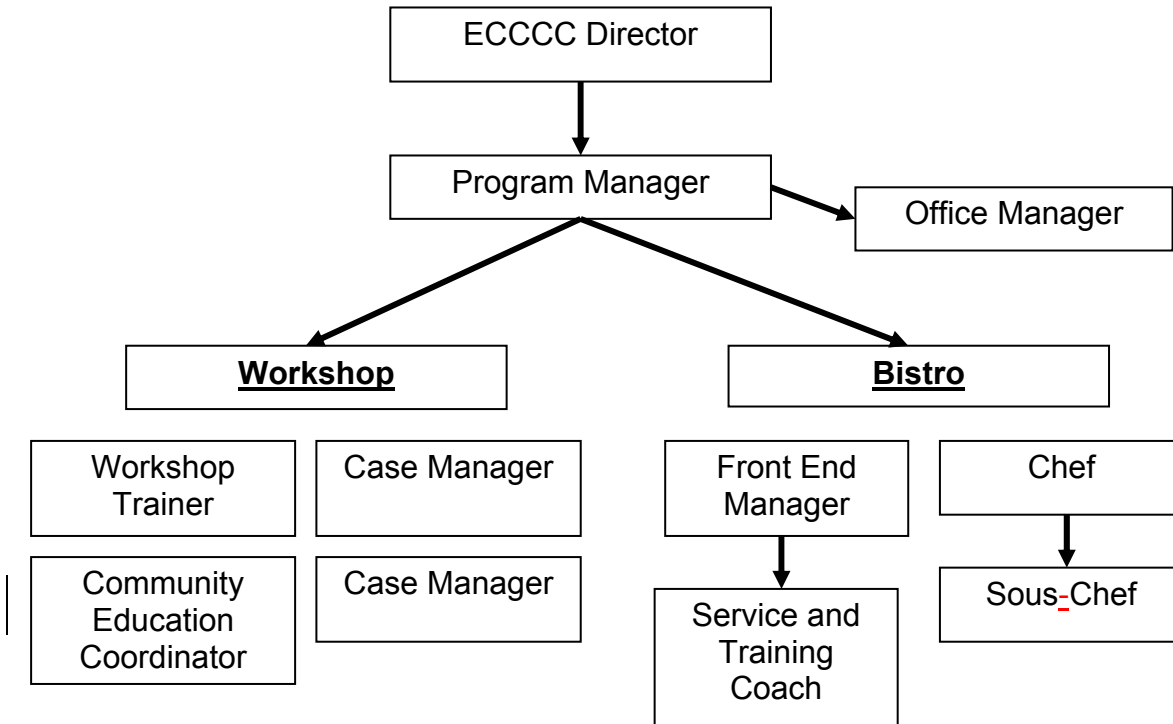 ECCCC Director
Program Manager
Office Manager
Workshop
Bistro
Workshop
Trainer
Case Manager
Front End
Manager
Chef
Community
Education
Coordinator
Case Manager
Service and
Training
Coach
Sous-Chef